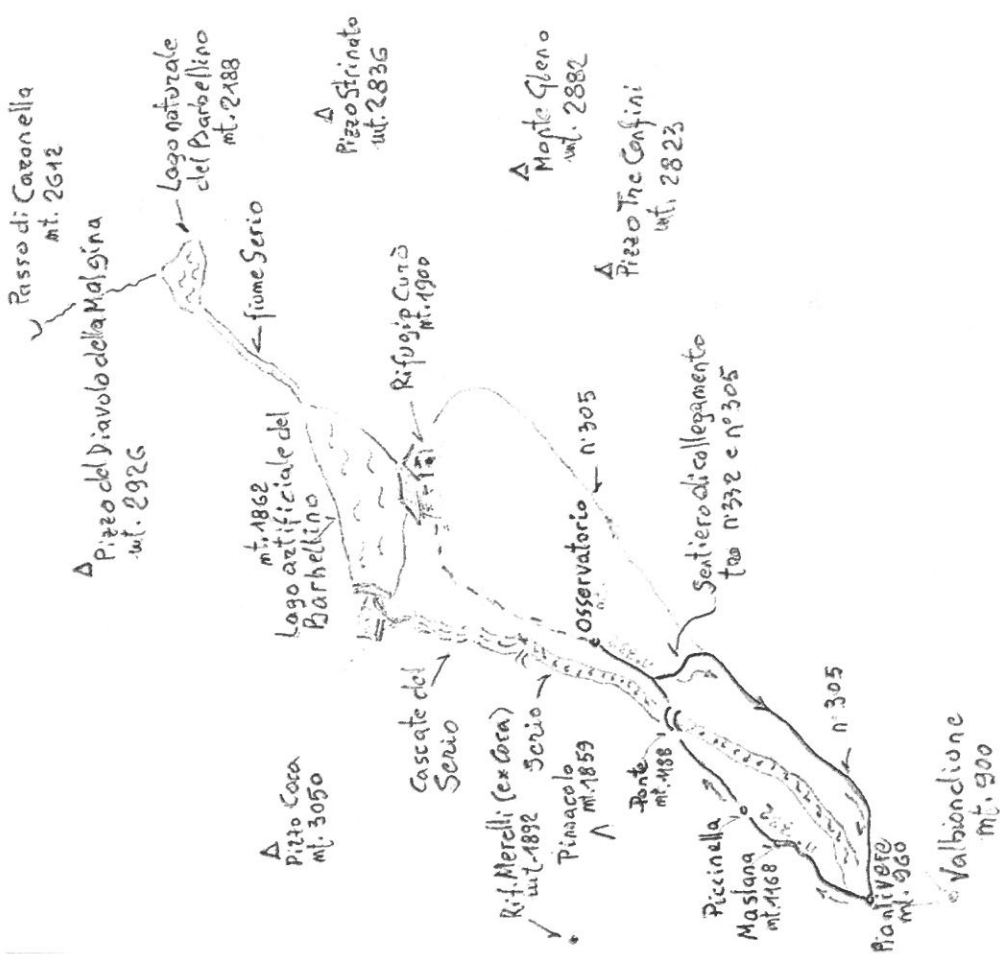 Passo di Caronella
mt. 2612
Pizzo del Diavolo della Malgina
mt. 2926
Lago naturale
del Barbellino
mt. 2188
Pizzo Strinato
mt. 2836
fiume Serio
mt. 1862
Lago artificiale del
Barbellino
Rifugio Curò
mt. 1900
Monte Gleno
mt. 2882
Pizzo Tre Confini
mt. 2823
Pizzo Coca
mt. 3050
Cascate del
Serio
Osservatorio
n°305
Rif. Merelli (ex Coca)
mt. 1892
Serio
Pinnacolo
mt. 1859
Ponte
mt. 1188
Sentiero di collegamento
tra n°332 e n°305
Piccinella
Maslana
mt. 1168
n°305
Pianlivere
mt. 960
Valbondione
mt. 900